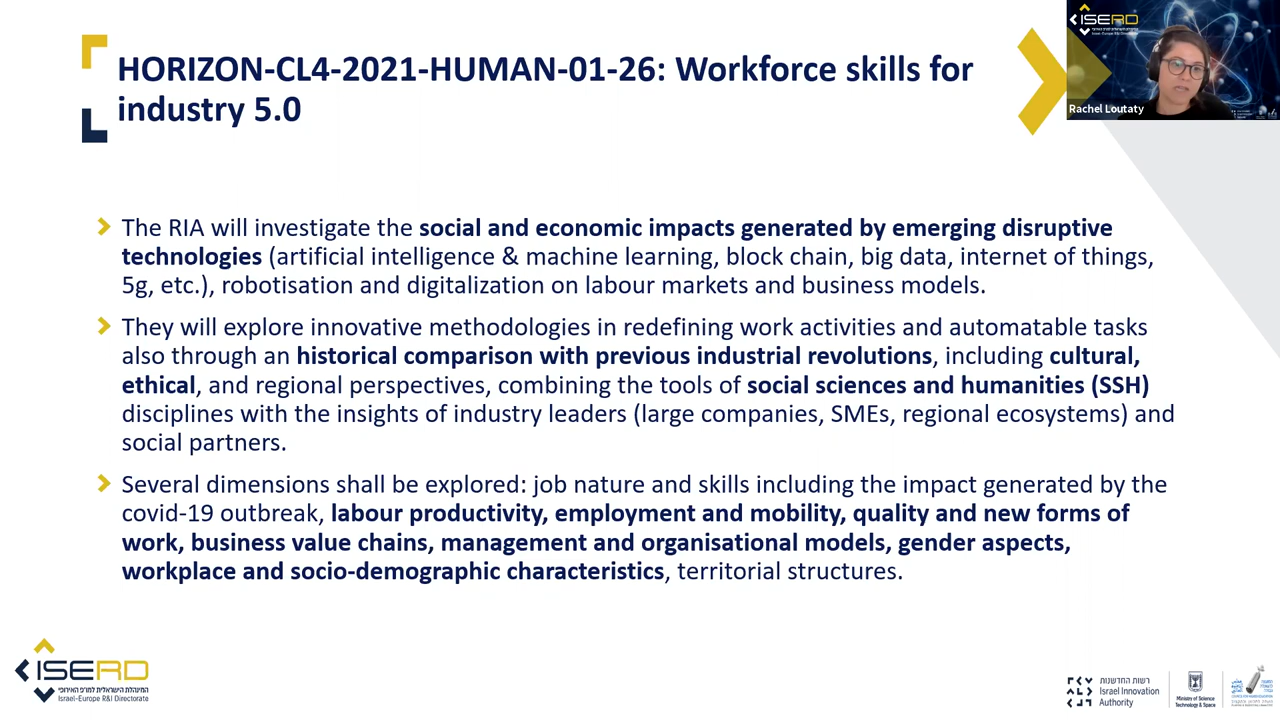 HORIZON-CL4-2021-HUMAN-01-26: Workforce skills for
industry 5.0
ISERD
Rachel Loutaty
The RIA will investigate the social and economic impacts generated by emerging disruptive
technologies (artificial intelligence & machine learning, block chain, big data, internet of things,
5g, etc.), robotisation and digitalization on labour markets and business models.
They will explore innovative methodologies in redefining work activities and automatable tasks
also through an historical comparison with previous industrial revolutions, including cultural,
ethical, and regional perspectives, combining the tools of social sciences and humanities (SSH)
disciplines with the insights of industry leaders (large companies, SMEs, regional ecosystems) and
social partners.
Several dimensions shall be explored: job nature and skills including the impact generated by the
covid-19 outbreak, labour productivity, employment and mobility, quality and new forms of
work, business value chains, management and organisational models, gender aspects,
workplace and socio-demographic characteristics, territorial structures.
ISERD
המינהלת הישראלית למו״פ האירופי
Israel-Europe R&I Directorate
רשות החדשנות
Israel Innovation
Authority
Ministry of Science
Technology & Space